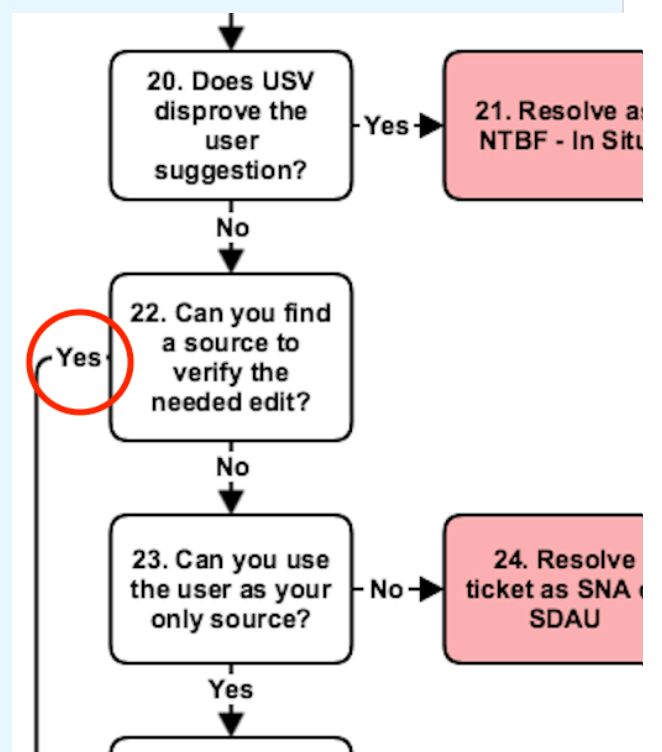 20. Does USV
disprove the
user
suggestion?
Yes
21. Resolve as
NTBF - In Situ
No
22. Can you find
a source to
verify the
needed edit?
Yes
No
23. Can you use
the user as your
only source?
No
24. Resolve
ticket as SNA
SDAU
Yes